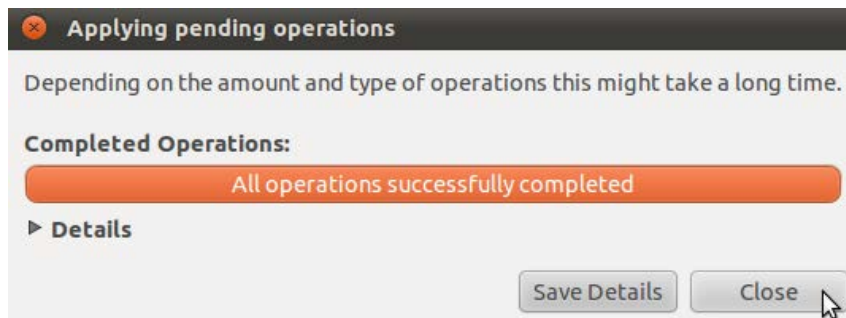 Applying pending operations
Depending on the amount and type of operations this might take a long time.
Completed Operations:
All operations successfully completed
Details
Save Details Close